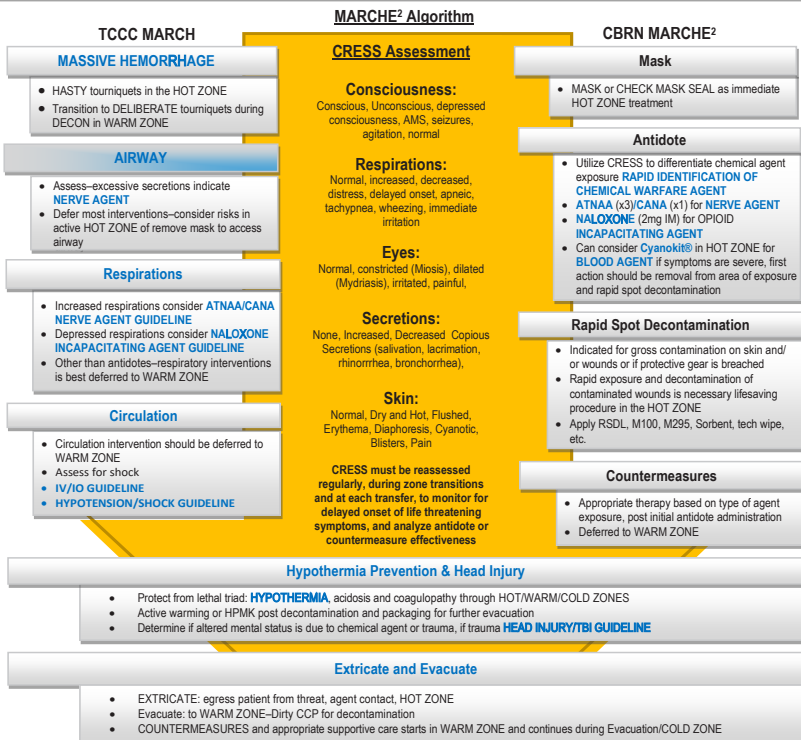 MARCHE² Algorithm
TCCC MARCH
MASSIVE HEMORRHAGE
• HASTY tourniquets in the HOT ZONE
• Transition to DELIBERATE tourniquets during
DECON in WARM ZONE
AIRWAY
• Assess–excessive secretions indicate
NERVE AGENT
• Defer most interventions–consider risks in
active HOT ZONE of remove mask to access
airway
Respirations
• Increased respirations consider ATNAA/CANA
NERVE AGENT GUIDELINE
• Depressed respirations consider NALOXONE
INCAPACITATING AGENT GUIDELINE
• Other than antidotes–respiratory interventions
is best deferred to WARM ZONE
Circulation
• Circulation intervention should be deferred to
WARM ZONE
• Assess for shock
• IV/IO GUIDELINE
• HYPOTENSION/SHOCK GUIDELINE
CRESS Assessment
Consciousness:
Conscious, Unconscious, depressed
consciousness, AMS, seizures,
agitation, normal
Respirations:
Normal, increased, decreased,
distress, delayed onset, apneic,
tachypnea, wheezing, immediate
irritation
Eyes:
Normal, constricted (Miosis), dilated
(Mydriasis), irritated, painful,
Secretions:
None, Increased, Decreased Copious
Secretions (salivation, lacrimation,
rhinorrrhea, bronchorrhea),
Skin:
Normal, Dry and Hot, Flushed,
Erythema, Diaphoresis, Cyanotic,
Blisters, Pain
CRESS must be reassessed
regularly, during zone transitions
and at each transfer, to monitor for
delayed onset of life threatening
symptoms, and analyze antidote or
countermeasure effectiveness
CBRN MARCHE²
Mask
• MASK or CHECK MASK SEAL as immediate
HOT ZONE treatment
Antidote
• Utilize CRESS to differentiate chemical agent
exposure RAPID IDENTIFICATION OF
CHEMICAL WARFARE AGENT
• ATNAA (x3)/CANA (x1) for NERVE AGENT
• NALOXONE (2mg IM) for OPIOID
INCAPACITATING AGENT
• Can consider Cyanokit® in HOT ZONE for
BLOOD AGENT if symptoms are severe, first
action should be removal from area of exposure
and rapid spot decontamination
Rapid Spot Decontamination
• Indicated for gross contamination on skin and/
or wounds or if protective gear is breached
• Rapid exposure and decontamination of
contaminated wounds is necessary lifesaving
procedure in the HOT ZONE
• Apply RSDL, M100, M295, Sorbent, tech wipe,
etc.
Countermeasures
• Appropriate therapy based on type of agent
exposure, post initial antidote administration
• Deferred to WARM ZONE
Hypothermia Prevention & Head Injury
• Protect from lethal triad: HYPOTHERMIA, acidosis and coagulopathy through HOT/WARM/COLD ZONES
• Active warming or HPMK post decontamination and packaging for further evacuation
• Determine if altered mental status is due to chemical agent or trauma, if trauma HEAD INJURY/TBI GUIDELINE
Extricate and Evacuate
• EXTRICATE: egress patient from threat, agent contact, HOT ZONE
• Evacuate: to WARM ZONE–Dirty CCP for decontamination
• COUNTERMEASURES and appropriate supportive care starts in WARM ZONE and continues during Evacuation/COLD ZONE